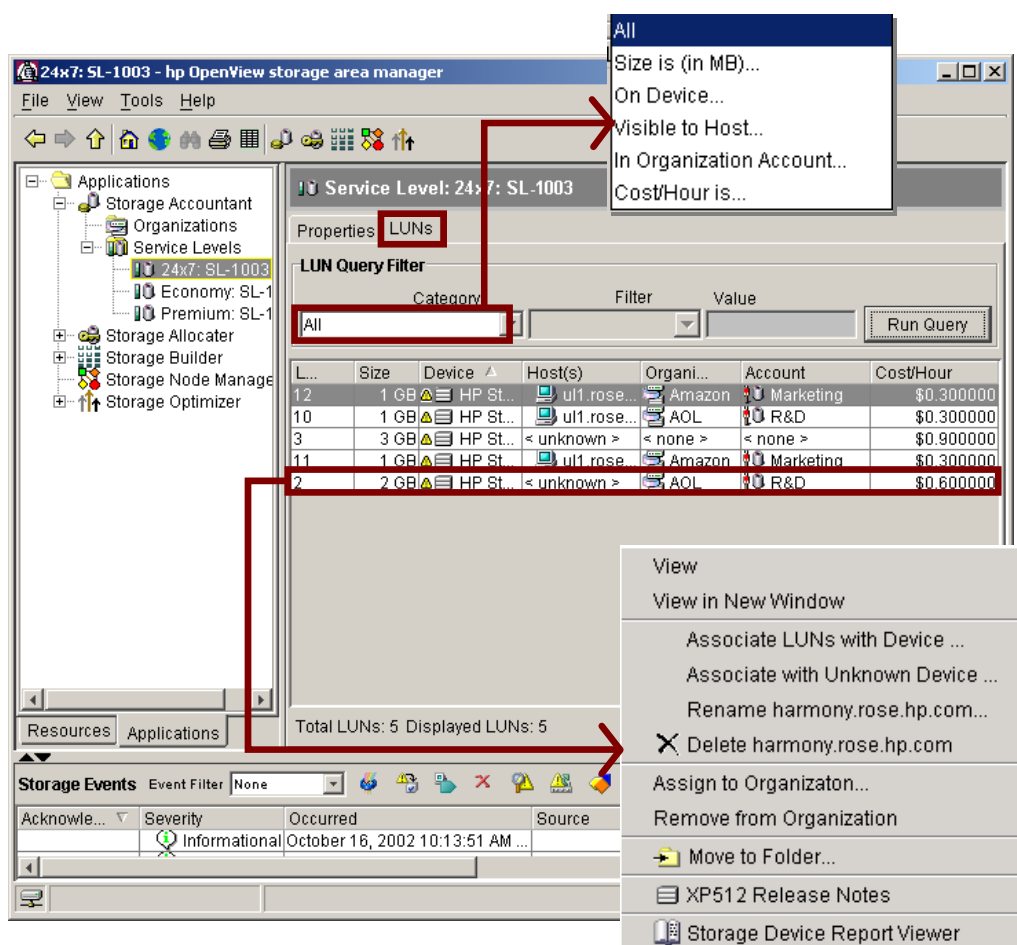 All
Size is (in MB)...
On Device...
Visible to Host...
In Organization Account...
Cost/Hour is...
24x7: SL-1003 - hp OpenView storage area manager
File View Tools Help
Applications
Storage Accountant
Organizations
Service Levels
24x7: SL-1003
Economy: SL-1
Premium: SL-1
Storage Allocater
Storage Builder
Storage Node Manage
Storage Optimizer
Resources Applications
Service Level: 24x7: SL-1003
Properties LUNs
LUN Query Filter
Category Filter Value
All Run Query
L... Size Device Host(s) Organi... Account Cost/Hour
12 1 GB HP St... ul1.rose... Amazon Marketing $0.300000
10 1 GB HP St... ul1.rose... AOL R&D $0.300000
3 3 GB HP St... < unknown > < none > < none > $0.900000
11 1 GB HP St... ul1.rose... Amazon Marketing $0.300000
2 2 GB HP St... < unknown > AOL R&D $0.600000
Total LUNs: 5 Displayed LUNs: 5
View
View in New Window
Associate LUNs with Device ...
Associate with Unknown Device ...
Rename harmony.rose.hp.com...
Delete harmony.rose.hp.com
Assign to Organizaton...
Remove from Organization
Move to Folder...
XP512 Release Notes
Storage Device Report Viewer
Storage Events Event Filter None
Acknowle... Severity Occurred Source
Informational October 16, 2002 10:13:51 AM ...